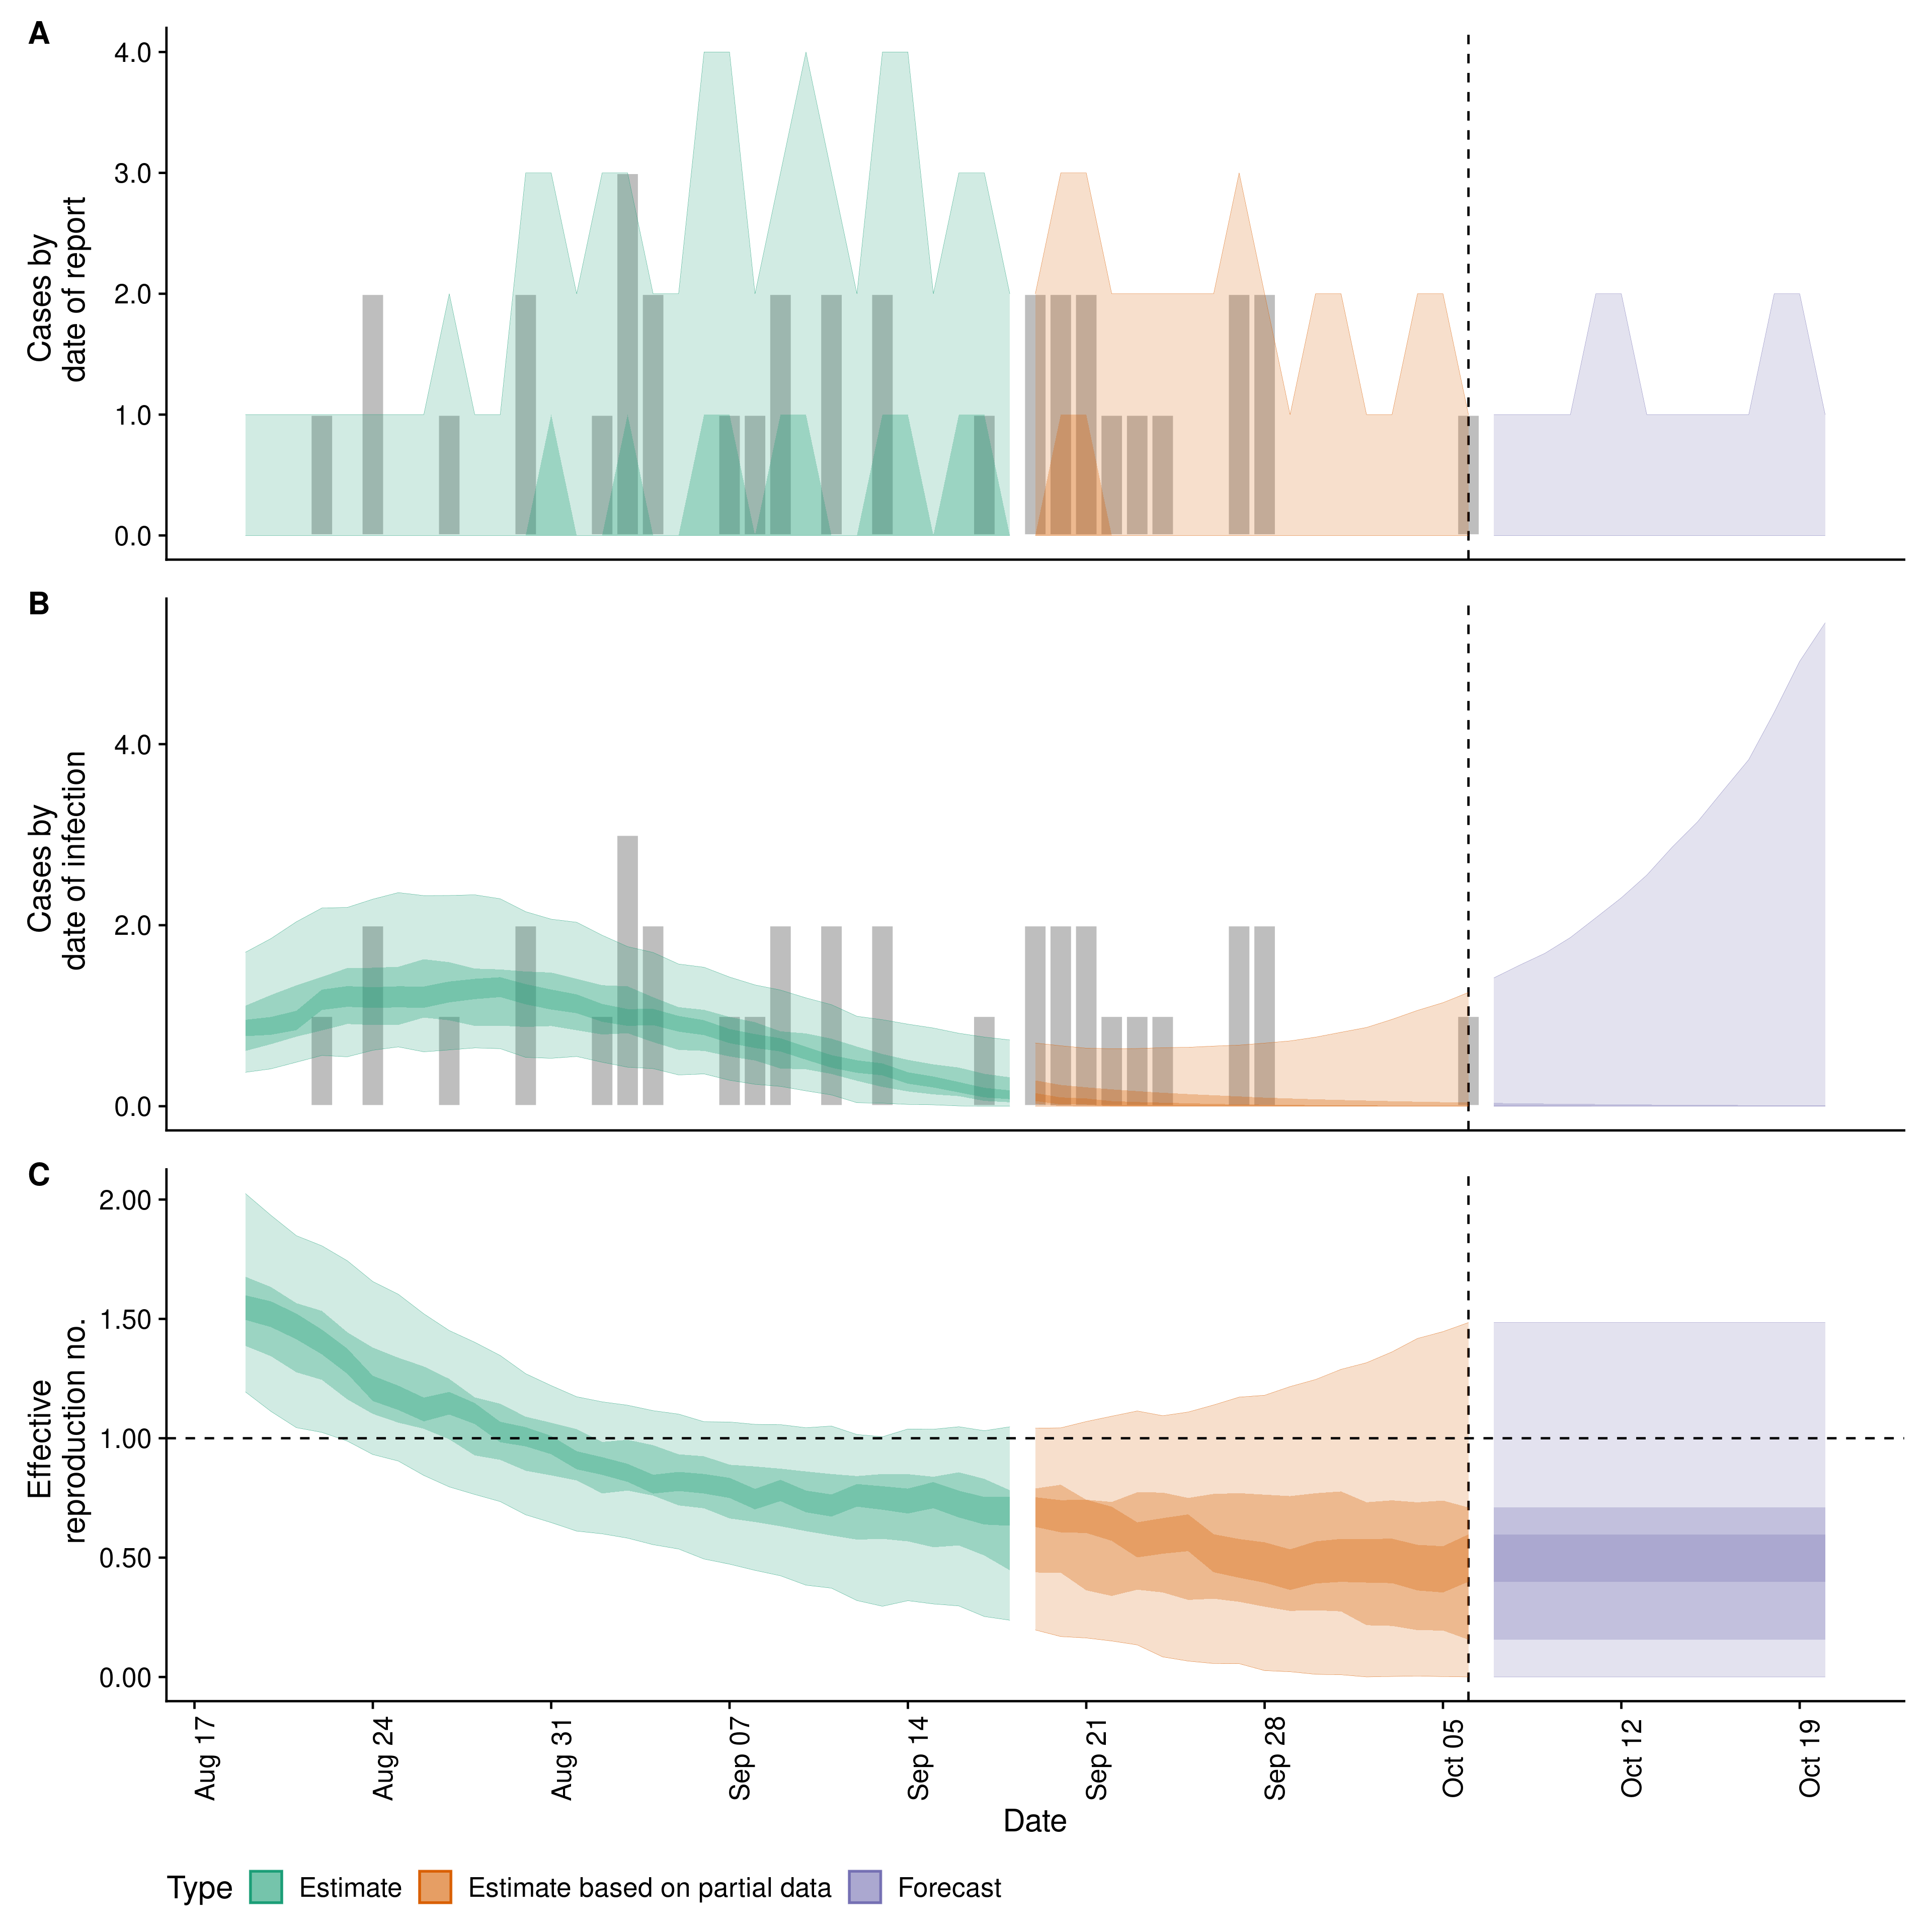 A
4.0
3.0
2.0
1.0
0.0
Cases by
date of report
B
4.0
2.0
0.0
Cases by
date of infection
C
2.00
1.50
1.00
0.50
0.00
Effective
reproduction no.
Aug 17
Aug 24
Aug 31
Sep 07
Sep 14
Sep 21
Sep 28
Oct 05
Oct 12
Oct 19
Date
Type Estimate Estimate based on partial data Forecast